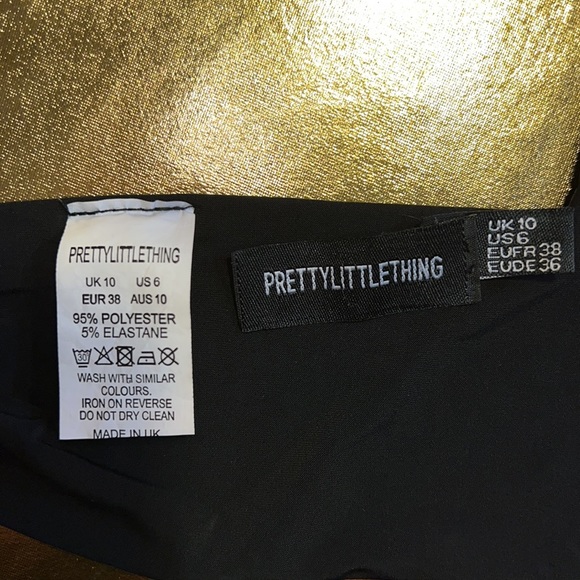 PRETTYLITTLETHING
UK 10 US 6
EUR 38 AUS 10
95% POLYESTER
5% ELASTANE
30
WASH WITH SIMILAR
COLOURS.
IRON ON REVERSE
DO NOT DRY CLEAN
MADE IN UK
PRETTYLITTLETHING
UK 10
US 6
EUFR 38
EUDE 36